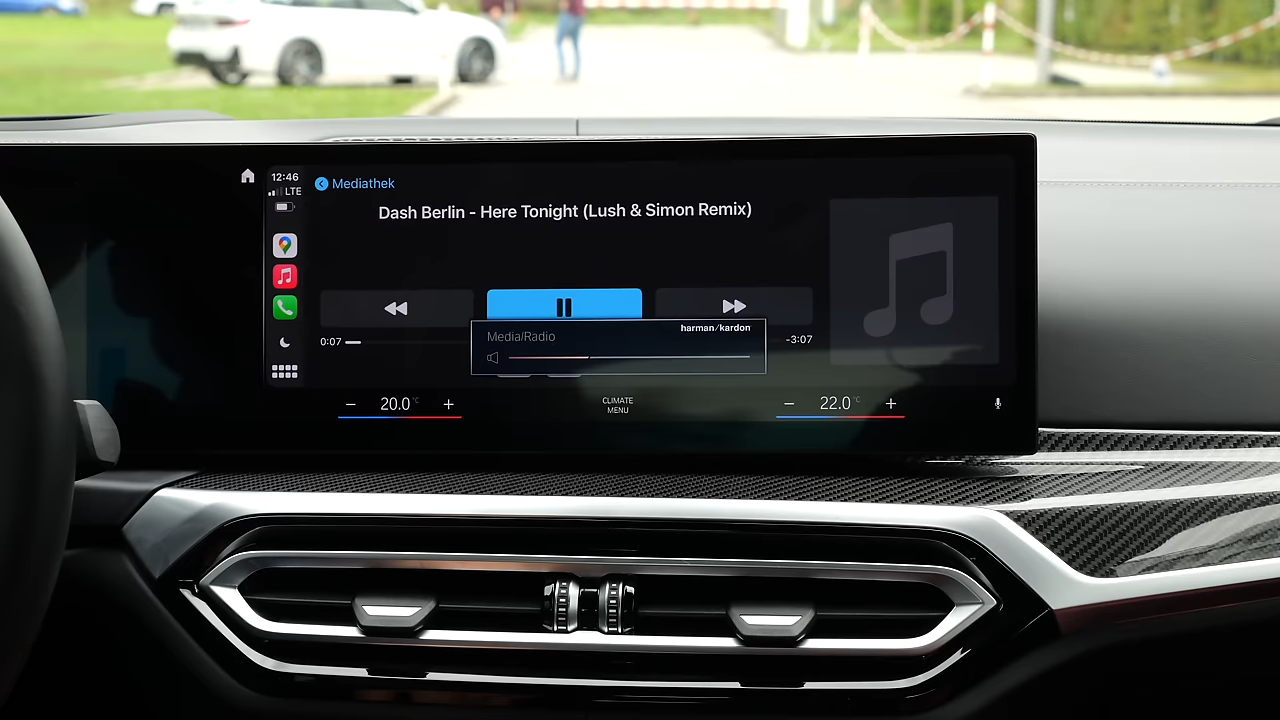 12:46
LTE
Mediathek
Dash Berlin - Here Tonight (Lush & Simon Remix)
0:07
-3:07
harman/kardon
Media/Radio
− 20.0°C +
CLIMATE
MENU
− 22.0°C +